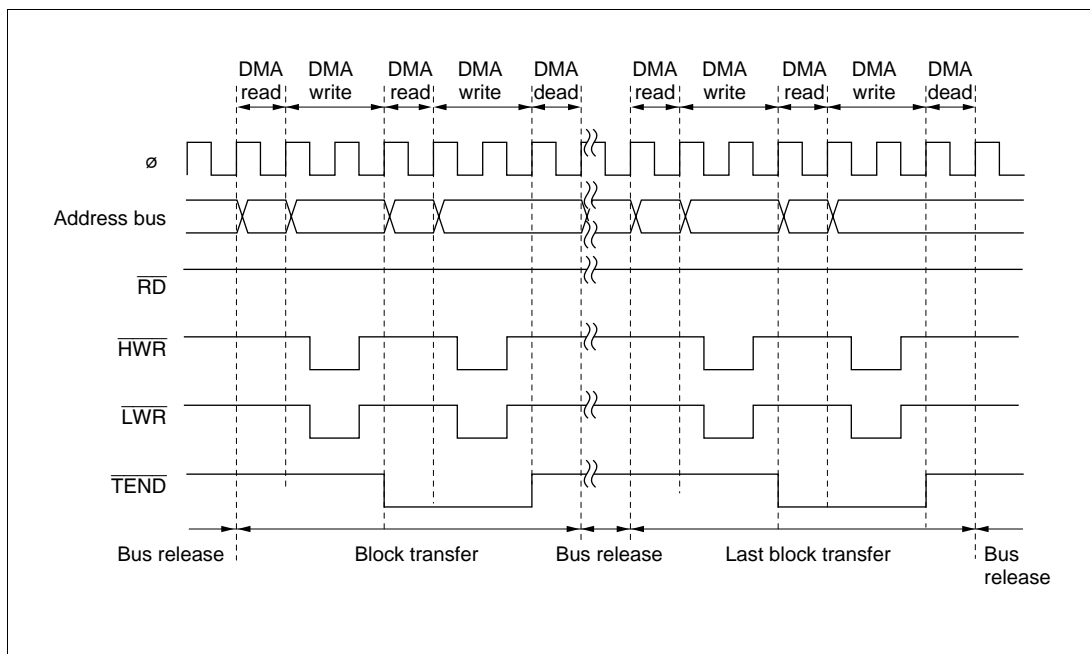 DMA read
DMA write
DMA read
DMA write
DMA dead
DMA read
DMA write
DMA read
DMA write
DMA dead
ø
Address bus
RD
HWR
LWR
TEND
Bus release
Block transfer
Bus release
Last block transfer
Bus release